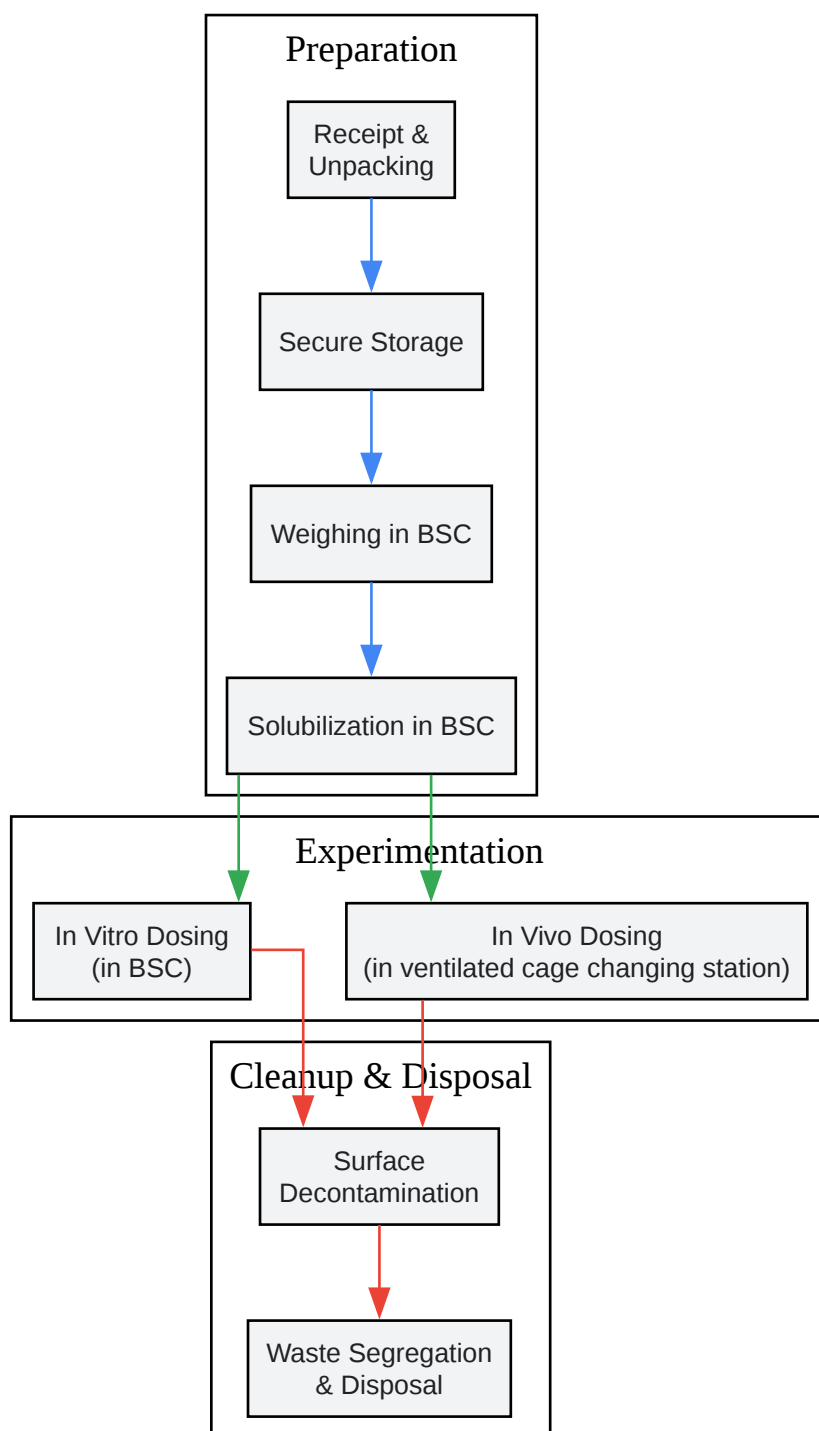 Preparation
Receipt &
Unpacking
Secure Storage
Weighing in BSC
Solubilization in BSC
Experimentation
In Vitro Dosing
(in BSC)
In Vivo Dosing
(in ventilated cage changing station)
Cleanup & Disposal
Surface
Decontamination
Waste Segregation
& Disposal